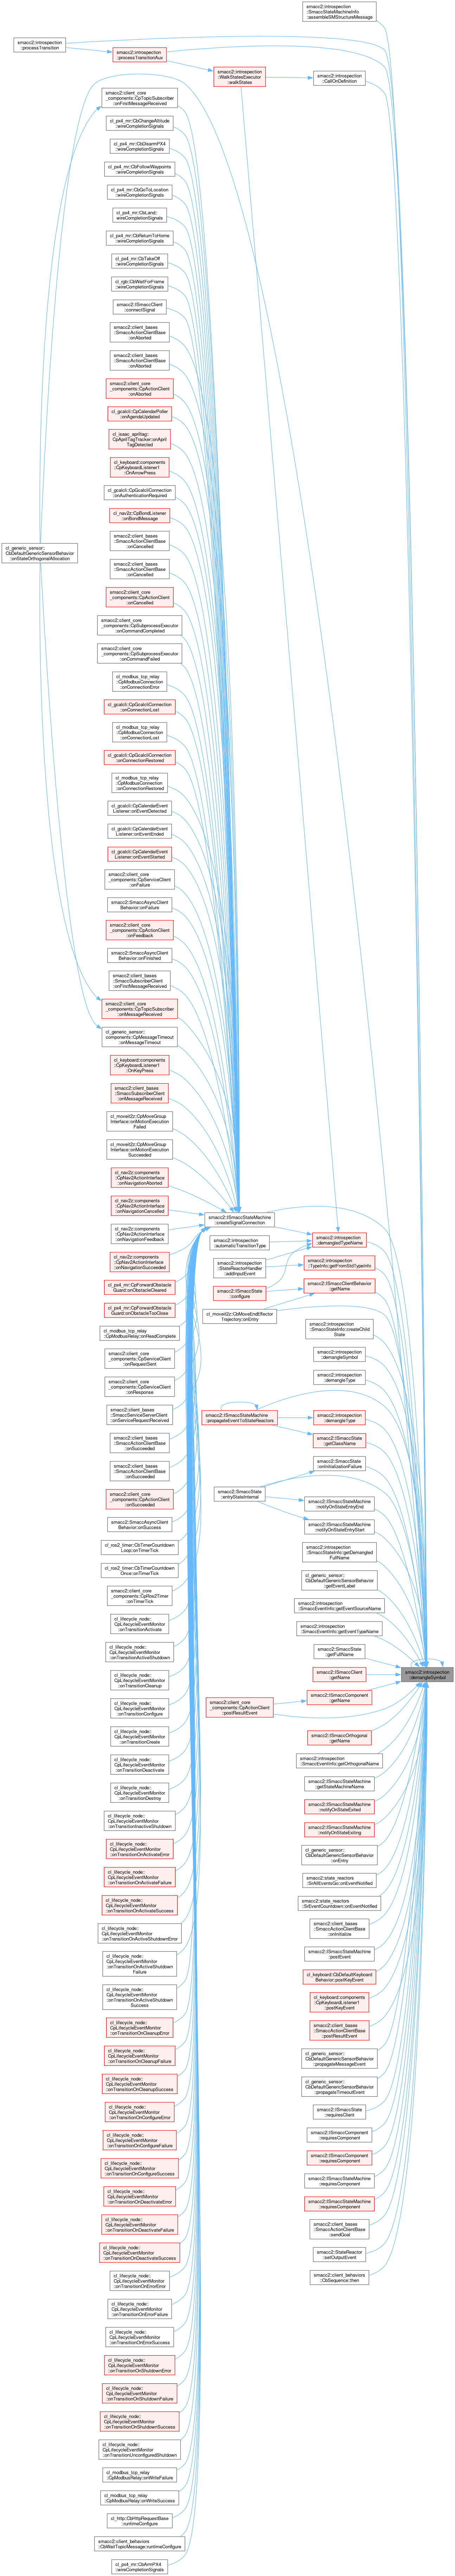 smacc2::introspection
::SmaccStateMachineInfo
::assembleSMStructureMessage
smacc2::introspection
::processTransition
smacc2::introspection
::processTransitionAux
smacc2::introspection
::WalkStatesExecutor
::walkStates
smacc2::introspection
::CallOnDefinition
smacc2::client_core
_components::CpTopicSubscriber
::onFirstMessageReceived
cl_px4_mr::CbChangeAltitude
::wireCompletionSignals
cl_px4_mr::CbDisarmPX4
::wireCompletionSignals
cl_px4_mr::CbFollowWaypoints
::wireCompletionSignals
cl_px4_mr::CbGoToLocation
::wireCompletionSignals
cl_px4_mr::CbLand::
wireCompletionSignals
cl_px4_mr::CbReturnToHome
::wireCompletionSignals
cl_px4_mr::CbTakeOff
::wireCompletionSignals
cl_rgb::CbWaitForFrame
::wireCompletionSignals
smacc2::ISmaccClient
::connectSignal
smacc2::client_bases
::SmaccActionClientBase
::onAborted
smacc2::client_bases
::SmaccActionClientBase
::onAborted
smacc2::client_core
_components::CpActionClient
::onAborted
cl_gcalcli::CpCalendarPoller
::onAgendaUpdated
cl_isaac_apriltag::
CpAprilTagTracker::onApril
TagDetected
cl_keyboard::components
::CpKeyboardListener1
::OnArrowPress
cl_gcalcli::CpGcalcliConnection
::onAuthenticationRequired
cl_nav2z::CpBondListener
::onBondMessage
smacc2::client_bases
::SmaccActionClientBase
::onCancelled
smacc2::client_bases
::SmaccActionClientBase
::onCancelled
smacc2::client_core
_components::CpActionClient
::onCancelled
smacc2::client_core
_components::CpSubprocessExecutor
::onCommandCompleted
smacc2::client_core
_components::CpSubprocessExecutor
::onCommandFailed
cl_modbus_tcp_relay
::CpModbusConnection
::onConnectionError
cl_gcalcli::CpGcalcliConnection
::onConnectionLost
cl_modbus_tcp_relay
::CpModbusConnection
::onConnectionLost
cl_gcalcli::CpGcalcliConnection
::onConnectionRestored
cl_modbus_tcp_relay
::CpModbusConnection
::onConnectionRestored
cl_gcalcli::CpCalendarEvent
Listener::onEventDetected
cl_gcalcli::CpCalendarEvent
Listener::onEventEnded
cl_gcalcli::CpCalendarEvent
Listener::onEventStarted
smacc2::client_core
_components::CpServiceClient
::onFailure
smacc2::SmaccAsyncClient
Behavior::onFailure
smacc2::client_core
_components::CpActionClient
::onFeedback
smacc2::SmaccAsyncClient
Behavior::onFinished
smacc2::client_bases
::SmaccSubscriberClient
::onFirstMessageReceived
smacc2::client_core
_components::CpTopicSubscriber
::onMessageReceived
cl_generic_sensor::
components::CpMessageTimeout
::onMessageTimeout
cl_keyboard::components
::CpKeyboardListener1
::OnKeyPress
smacc2::client_bases
::SmaccSubscriberClient
::onMessageReceived
cl_moveit2z::CpMoveGroup
Interface::onMotionExecution
Failed
cl_moveit2z::CpMoveGroup
Interface::onMotionExecution
Succeeded
cl_nav2z::components
::CpNav2ActionInterface
::onNavigationAborted
cl_nav2z::components
::CpNav2ActionInterface
::onNavigationCancelled
cl_nav2z::components
::CpNav2ActionInterface
::onNavigationFeedback
cl_nav2z::components
::CpNav2ActionInterface
::onNavigationSucceeded
cl_px4_mr::CpForwardObstacle
Guard::onObstacleCleared
cl_px4_mr::CpForwardObstacle
Guard::onObstacleTooClose
cl_modbus_tcp_relay::
CpModbusRelay::onReadComplete
smacc2::client_core
_components::CpServiceClient
::onRequestSent
smacc2::client_core
_components::CpServiceClient
::onResponse
smacc2::client_bases
::SmaccServiceServerClient
::onServiceRequestReceived
smacc2::client_bases
::SmaccActionClientBase
::onSucceeded
smacc2::client_bases
::SmaccActionClientBase
::onSucceeded
smacc2::client_core
_components::CpActionClient
::onSucceeded
smacc2::SmaccAsyncClient
Behavior::onSuccess
cl_ros2_timer::CbTimerCountdown
Loop::onTimerTick
cl_ros2_timer::CbTimerCountdown
Once::onTimerTick
smacc2::client_core
_components::CpRos2Timer
::onTimerTick
cl_lifecycle_node::
CpLifecycleEventMonitor
::onTransitionActivate
cl_lifecycle_node::
CpLifecycleEventMonitor
::onTransitionActiveShutdown
cl_lifecycle_node::
CpLifecycleEventMonitor
::onTransitionCleanup
cl_lifecycle_node::
CpLifecycleEventMonitor
::onTransitionConfigure
cl_lifecycle_node::
CpLifecycleEventMonitor
::onTransitionCreate
cl_lifecycle_node::
CpLifecycleEventMonitor
::onTransitionDeactivate
cl_lifecycle_node::
CpLifecycleEventMonitor
::onTransitionDestroy
cl_lifecycle_node::
CpLifecycleEventMonitor
::onTransitionInactiveShutdown
cl_lifecycle_node::
CpLifecycleEventMonitor
::onTransitionOnActivateError
cl_lifecycle_node::
CpLifecycleEventMonitor
::onTransitionOnActivateFailure
cl_lifecycle_node::
CpLifecycleEventMonitor
::onTransitionOnActivateSuccess
cl_lifecycle_node::
CpLifecycleEventMonitor
::onTransitionOnActiveShutdownError
cl_lifecycle_node::
CpLifecycleEventMonitor
::onTransitionOnActiveShutdown
Failure
cl_lifecycle_node::
CpLifecycleEventMonitor
::onTransitionOnActiveShutdown
Success
cl_lifecycle_node::
CpLifecycleEventMonitor
::onTransitionOnCleanupError
cl_lifecycle_node::
CpLifecycleEventMonitor
::onTransitionOnCleanupFailure
cl_lifecycle_node::
CpLifecycleEventMonitor
::onTransitionOnCleanupSuccess
cl_lifecycle_node::
CpLifecycleEventMonitor
::onTransitionOnConfigureError
cl_lifecycle_node::
CpLifecycleEventMonitor
::onTransitionOnConfigureFailure
cl_lifecycle_node::
CpLifecycleEventMonitor
::onTransitionOnConfigureSuccess
cl_lifecycle_node::
CpLifecycleEventMonitor
::onTransitionOnDeactivateError
cl_lifecycle_node::
CpLifecycleEventMonitor
::onTransitionOnDeactivateFailure
cl_lifecycle_node::
CpLifecycleEventMonitor
::onTransitionOnDeactivateSuccess
cl_lifecycle_node::
CpLifecycleEventMonitor
::onTransitionOnErrorError
cl_lifecycle_node::
CpLifecycleEventMonitor
::onTransitionOnErrorFailure
cl_lifecycle_node::
CpLifecycleEventMonitor
::onTransitionOnErrorSuccess
cl_lifecycle_node::
CpLifecycleEventMonitor
::onTransitionOnShutdownError
cl_lifecycle_node::
CpLifecycleEventMonitor
::onTransitionOnShutdownFailure
cl_lifecycle_node::
CpLifecycleEventMonitor
::onTransitionOnShutdownSuccess
cl_lifecycle_node::
CpLifecycleEventMonitor
::onTransitionUnconfiguredShutdown
cl_modbus_tcp_relay
::CpModbusRelay::onWriteFailure
cl_modbus_tcp_relay
::CpModbusRelay::onWriteSuccess
cl_http::CbHttpRequestBase
::runtimeConfigure
smacc2::client_behaviors
::CbWaitTopicMessage::runtimeConfigure
cl_px4_mr::CbArmPX4
::wireCompletionSignals
cl_generic_sensor::
CbDefaultGenericSensorBehavior
::onStateOrthogonalAllocation
smacc2::ISmaccStateMachine
::createSignalConnection
smacc2::introspection
::automaticTransitionType
smacc2::introspection
::StateReactorHandler
::addInputEvent
smacc2::ISmaccState
::configure
cl_moveit2z::CbMoveEndEffector
Trajectory::onEntry
smacc2::ISmaccStateMachine
::propagateEventToStateReactors
smacc2::SmaccState
::entryStateInternal
smacc2::client_core
_components::CpActionClient
::postResultEvent
smacc2::introspection
::demangledTypeName
smacc2::introspection
::TypeInfo::getFromStdTypeInfo
smacc2::ISmaccClientBehavior
::getName
smacc2::introspection
::SmaccStateInfo::createChild
State
smacc2::introspection
::demangleSymbol
smacc2::introspection
::demangleType
smacc2::introspection
::demangleType
smacc2::ISmaccState
::getClassName
smacc2::SmaccState
::onInitializationFailure
smacc2::ISmaccStateMachine
::notifyOnStateEntryEnd
smacc2::ISmaccStateMachine
::notifyOnStateEntryStart
smacc2::introspection
::SmaccStateInfo::getDemangled
FullName
cl_generic_sensor::
CbDefaultGenericSensorBehavior
::getEventLabel
smacc2::introspection
::SmaccEventInfo::getEventSourceName
smacc2::introspection
::SmaccEventInfo::getEventTypeName
smacc2::SmaccState
::getFullName
smacc2::ISmaccClient
::getName
smacc2::ISmaccComponent
::getName
smacc2::ISmaccOrthogonal
::getName
smacc2::introspection
::SmaccEventInfo::getOrthogonalName
smacc2::ISmaccStateMachine
::getStateMachineName
smacc2::ISmaccStateMachine
::notifyOnStateExited
smacc2::ISmaccStateMachine
::notifyOnStateExiting
cl_generic_sensor::
CbDefaultGenericSensorBehavior
::onEntry
smacc2::state_reactors
::SrAllEventsGo::onEventNotified
smacc2::state_reactors
::SrEventCountdown::onEventNotified
smacc2::client_bases
::SmaccActionClientBase
::onInitialize
smacc2::ISmaccStateMachine
::postEvent
cl_keyboard::CbDefaultKeyboard
Behavior::postKeyEvent
cl_keyboard::components
::CpKeyboardListener1
::postKeyEvent
smacc2::client_bases
::SmaccActionClientBase
::postResultEvent
cl_generic_sensor::
CbDefaultGenericSensorBehavior
::propagateMessageEvent
cl_generic_sensor::
CbDefaultGenericSensorBehavior
::propagateTimeoutEvent
smacc2::ISmaccState
::requiresClient
smacc2::ISmaccComponent
::requiresComponent
smacc2::ISmaccComponent
::requiresComponent
smacc2::ISmaccStateMachine
::requiresComponent
smacc2::ISmaccStateMachine
::requiresComponent
smacc2::client_bases
::SmaccActionClientBase
::sendGoal
smacc2::StateReactor
::setOutputEvent
smacc2::client_behaviors
::CbSequence::then
smacc2::introspection
::demangleSymbol